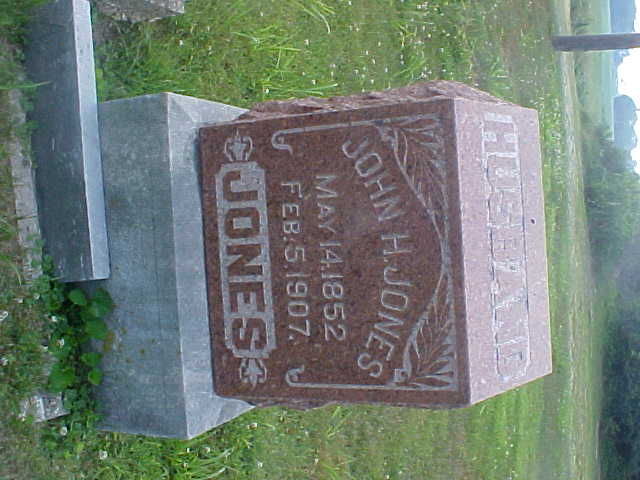 HUSBAND
JOHN H. JONES
MAY 14, 1852
FEB. 5, 1907.
JONES